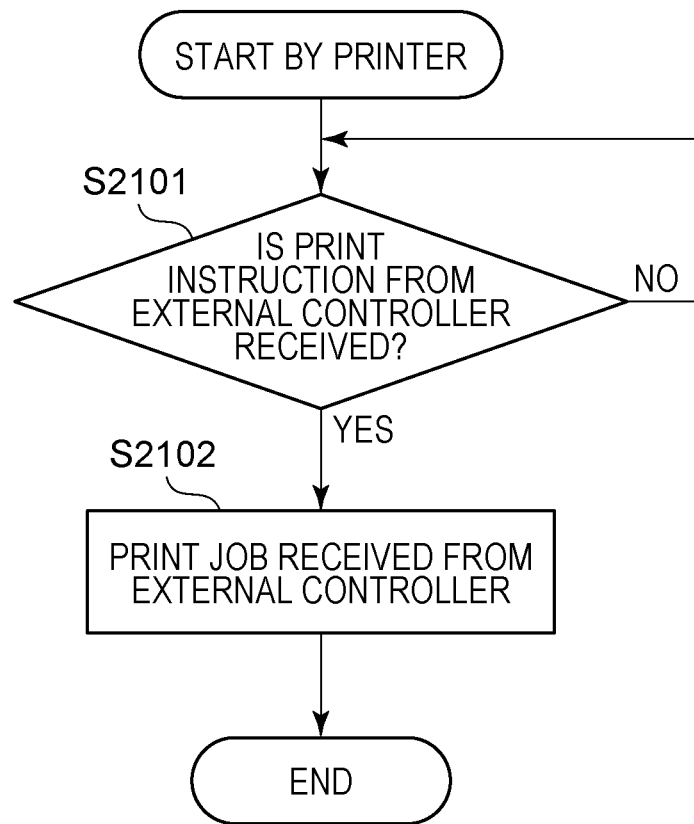 START BY PRINTER
S2101
IS PRINT
INSTRUCTION FROM
EXTERNAL CONTROLLER
RECEIVED?
NO
YES
S2102
PRINT JOB RECEIVED FROM
EXTERNAL CONTROLLER
END